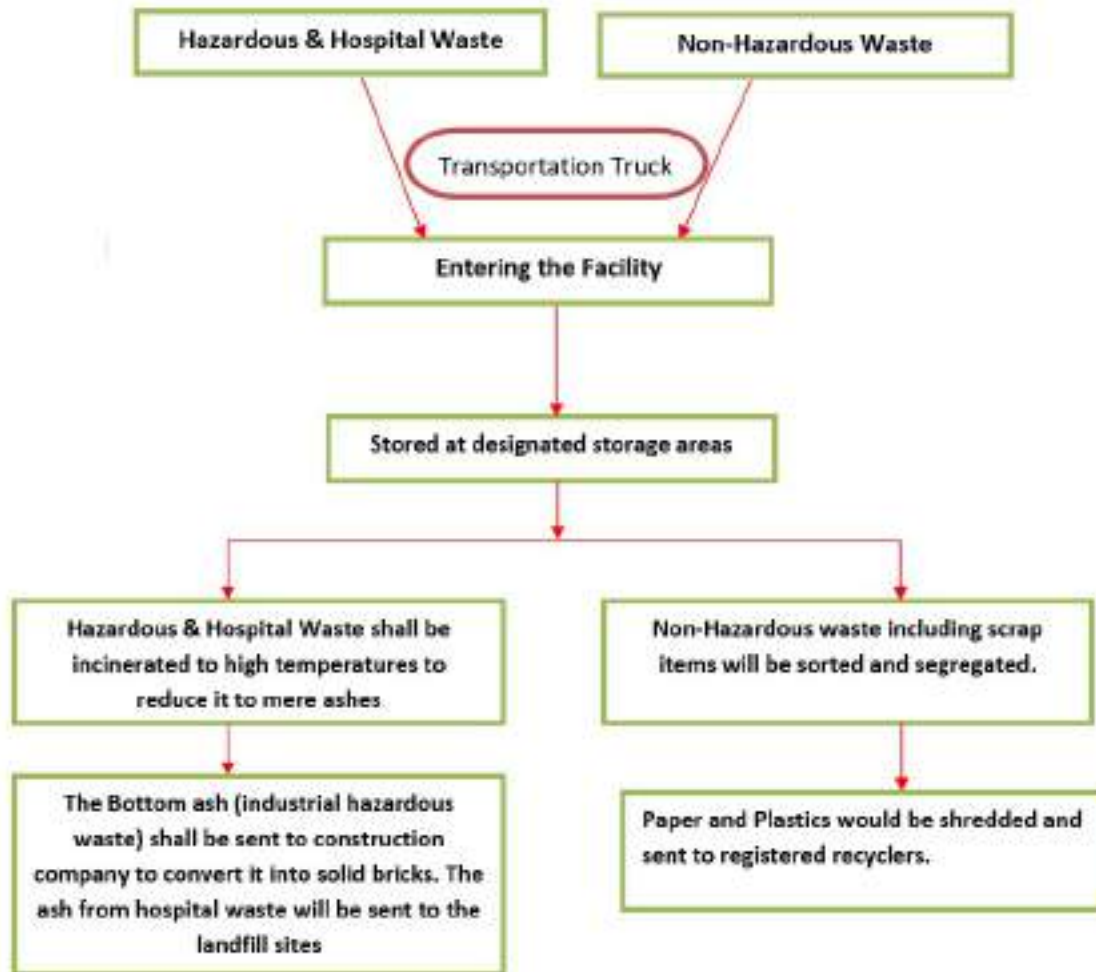 Hazardous & Hospital Waste
Non-Hazardous Waste
Transportation Truck
Entering the Facility
Stored at designated storage areas
Hazardous & Hospital Waste shall be
incinerated to high temperatures to
reduce it to mere ashes
Non-Hazardous waste including scrap
items will be sorted and segregated.
The Bottom ash (industrial hazardous
waste) shall be sent to construction
company to convert it into solid bricks. The
ash from hospital waste will be sent to the
landfill sites
Paper and Plastics would be shredded and
sent to registered recyclers.